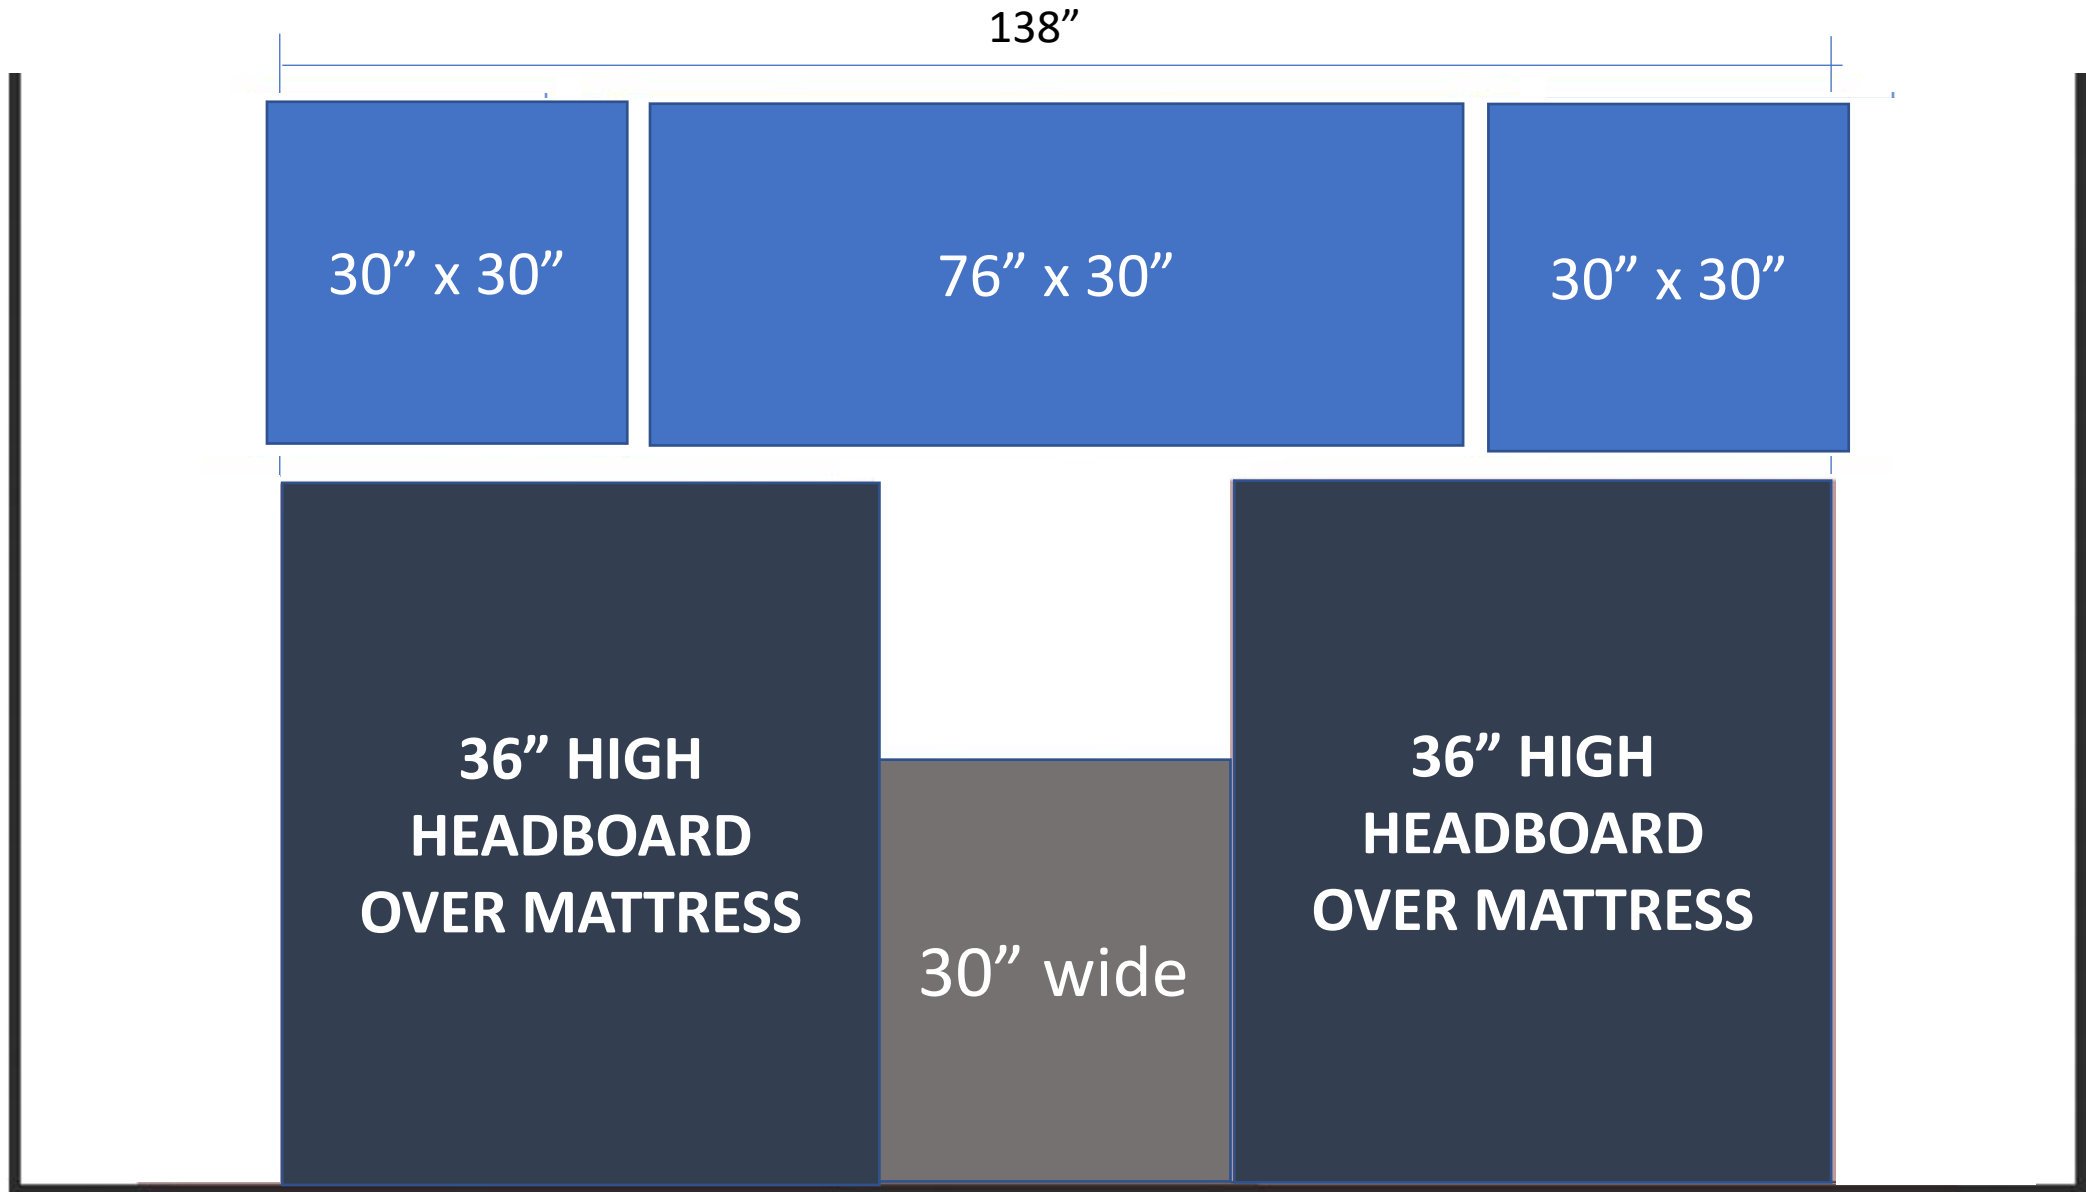 138”
30” x 30”
76” x 30”
30” x 30”
36” HIGH
HEADBOARD
OVER MATTRESS
30” wide
36” HIGH
HEADBOARD
OVER MATTRESS